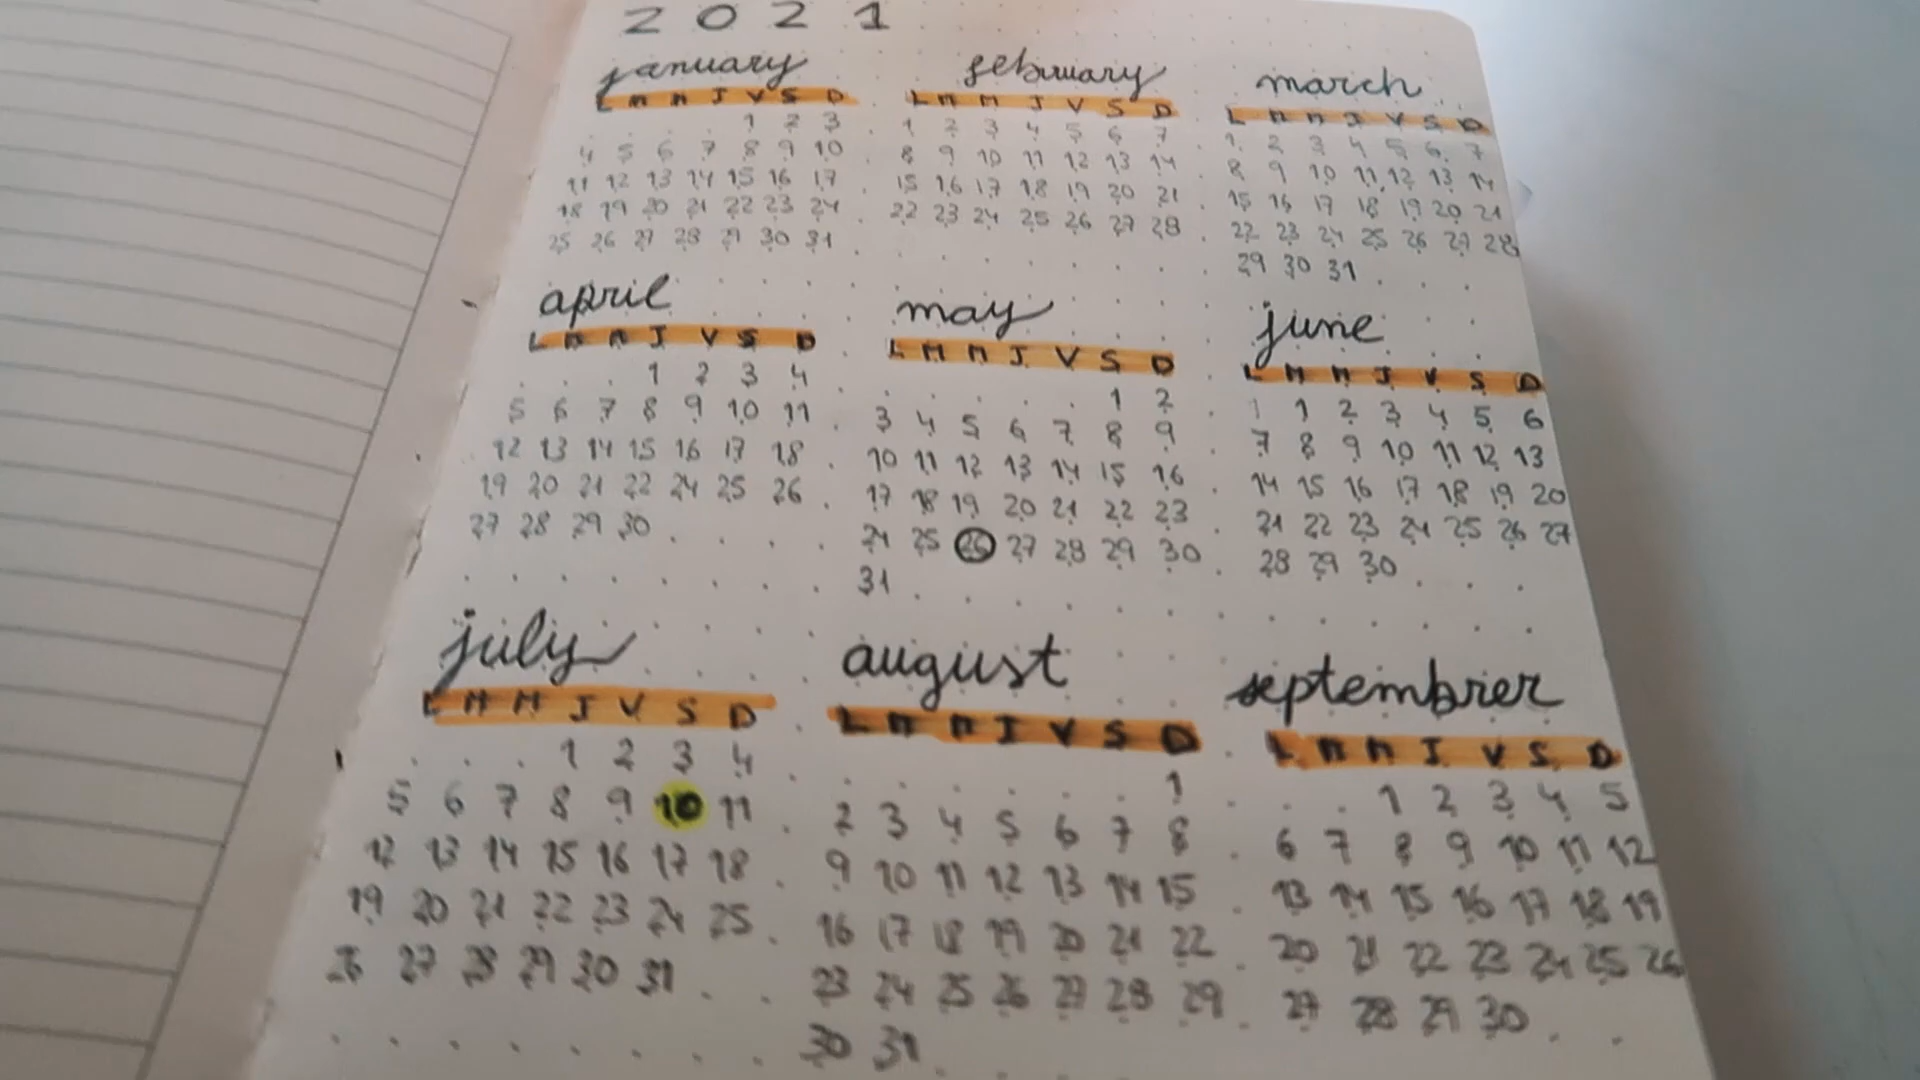 2021
january
L M M J V S D
1 2 3
4 5 6 7 8 9 10
11 12 13 14 15 16 17
18 19 20 21 22 23 24
25 26 27 28 29 30 31
february
L M M J V S D
1 2 3 4 5 6 7
8 9 10 11 12 13 14
15 16 17 18 19 20 21
22 23 24 25 26 27 28
march
L M M J V S D
1 2 3 4 5 6 7
8 9 10 11 12 13 14
15 16 17 18 19 20 21
22 23 24 25 26 27 28
29 30 31
april
L M M J V S D
1 2 3 4
5 6 7 8 9 10 11
12 13 14 15 16 17 18
19 20 21 22 24 25 26
27 28 29 30
may
L M M J V S D
1 2
3 4 5 6 7 8 9
10 11 12 13 14 15 16
17 18 19 20 21 22 23
24 25 26 27 28 29 30
31
june
L M M J V S D
1 2 3 4 5 6
7 8 9 10 11 12 13
14 15 16 17 18 19 20
21 22 23 24 25 26 27
28 29 30
july
L M M J V S D
1 2 3 4
5 6 7 8 9 10 11
12 13 14 15 16 17 18
19 20 21 22 23 24 25
26 27 28 29 30 31
august
L M M J V S D
1
2 3 4 5 6 7 8
9 10 11 12 13 14 15
16 17 18 19 20 21 22
23 24 25 26 27 28 29
30 31
septembrer
L M M J V S D
1 2 3 4 5
6 7 8 9 10 11 12
13 14 15 16 17 18 19
20 21 22 23 24 25 26
27 28 29 30